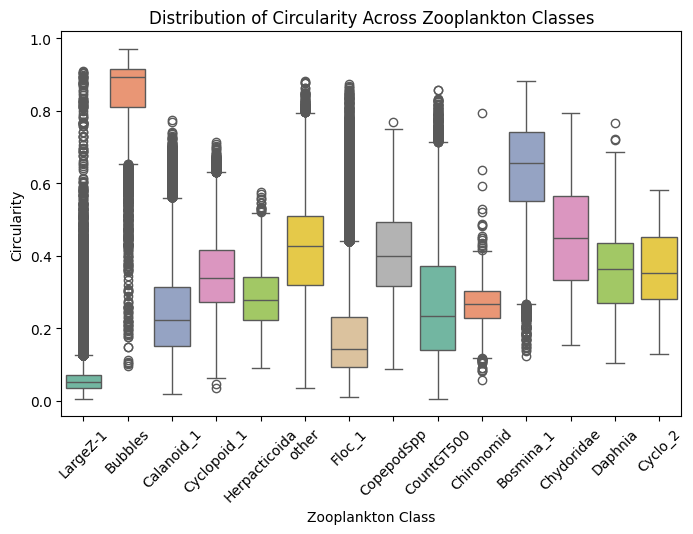 Distribution of Circularity Across Zooplankton Classes
1.0
0.8
0.6
0.4
0.2
0.0
Circularity
LargeZ-1
Bubbles
Calanoid_1
Cyclopoid_1
Herpacticoida
other
Floc_1
CopepodSpp
CountGT500
Chironomid
Bosmina_1
Chydoridae
Daphnia
Cyclo_2
Zooplankton Class